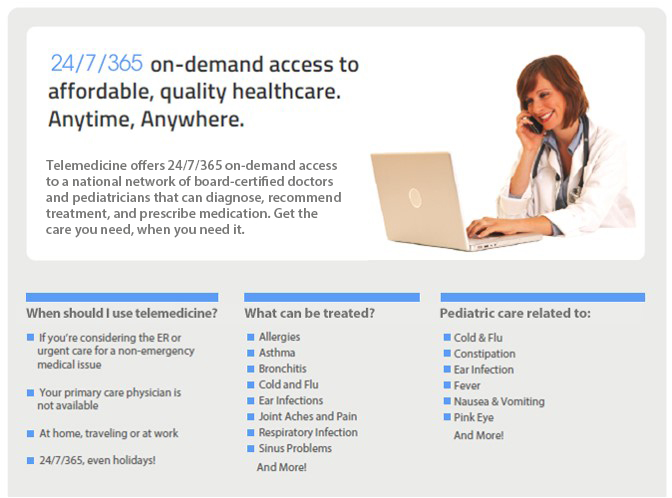 24/7/365 on-demand access to
affordable, quality healthcare.
Anytime, Anywhere.
Telemedicine offers 24/7/365 on-demand access
to a national network of board-certified doctors
and pediatricians that can diagnose, recommend
treatment, and prescribe medication. Get the
care you need, when you need it.
When should I use telemedicine?
If you're considering the ER or
urgent care for a non-emergency
medical issue
Your primary care physician is
not available
At home, traveling or at work
24/7/365, even holidays!
What can be treated?
Allergies
Asthma
Bronchitis
Cold and Flu
Ear Infections
Joint Aches and Pain
Respiratory Infection
Sinus Problems
And More!
Pediatric care related to:
Cold & Flu
Constipation
Ear Infection
Fever
Nausea & Vomiting
Pink Eye
And More!